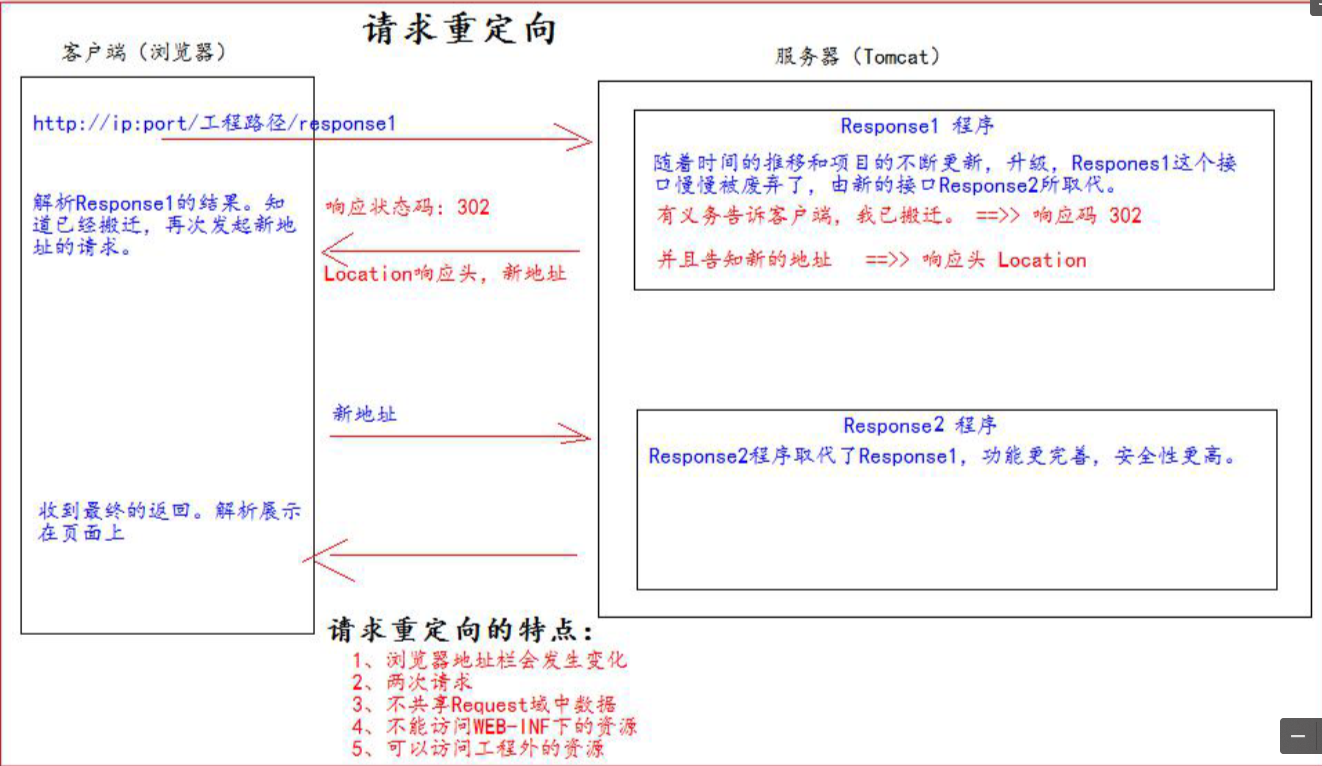 请求重定向
客户端（浏览器）
服务器（Tomcat）
http://ip:port/工程路径/response1
Response1 程序
随着时间的推移和项目的不断更新，升级，Respones1这个接
口慢慢被废弃了，由新的接口Response2所取代。
有义务告诉客户端，我已搬迁。 ==>> 响应码 302
并且告知新的地址 ==>> 响应头 Location
解析Response1的结果。知
道已经搬迁，再次发起新地
址的请求。
响应状态码：302
Location响应头，新地址
新地址
Response2 程序
Response2程序取代了Response1，功能更完善，安全性更高。
收到最终的返回。解析展示
在页面上
请求重定向的特点：
1、浏览器地址栏会发生变化
2、两次请求
3、不共享Request域中数据
4、不能访问WEB-INF下的资源
5、可以访问工程外的资源